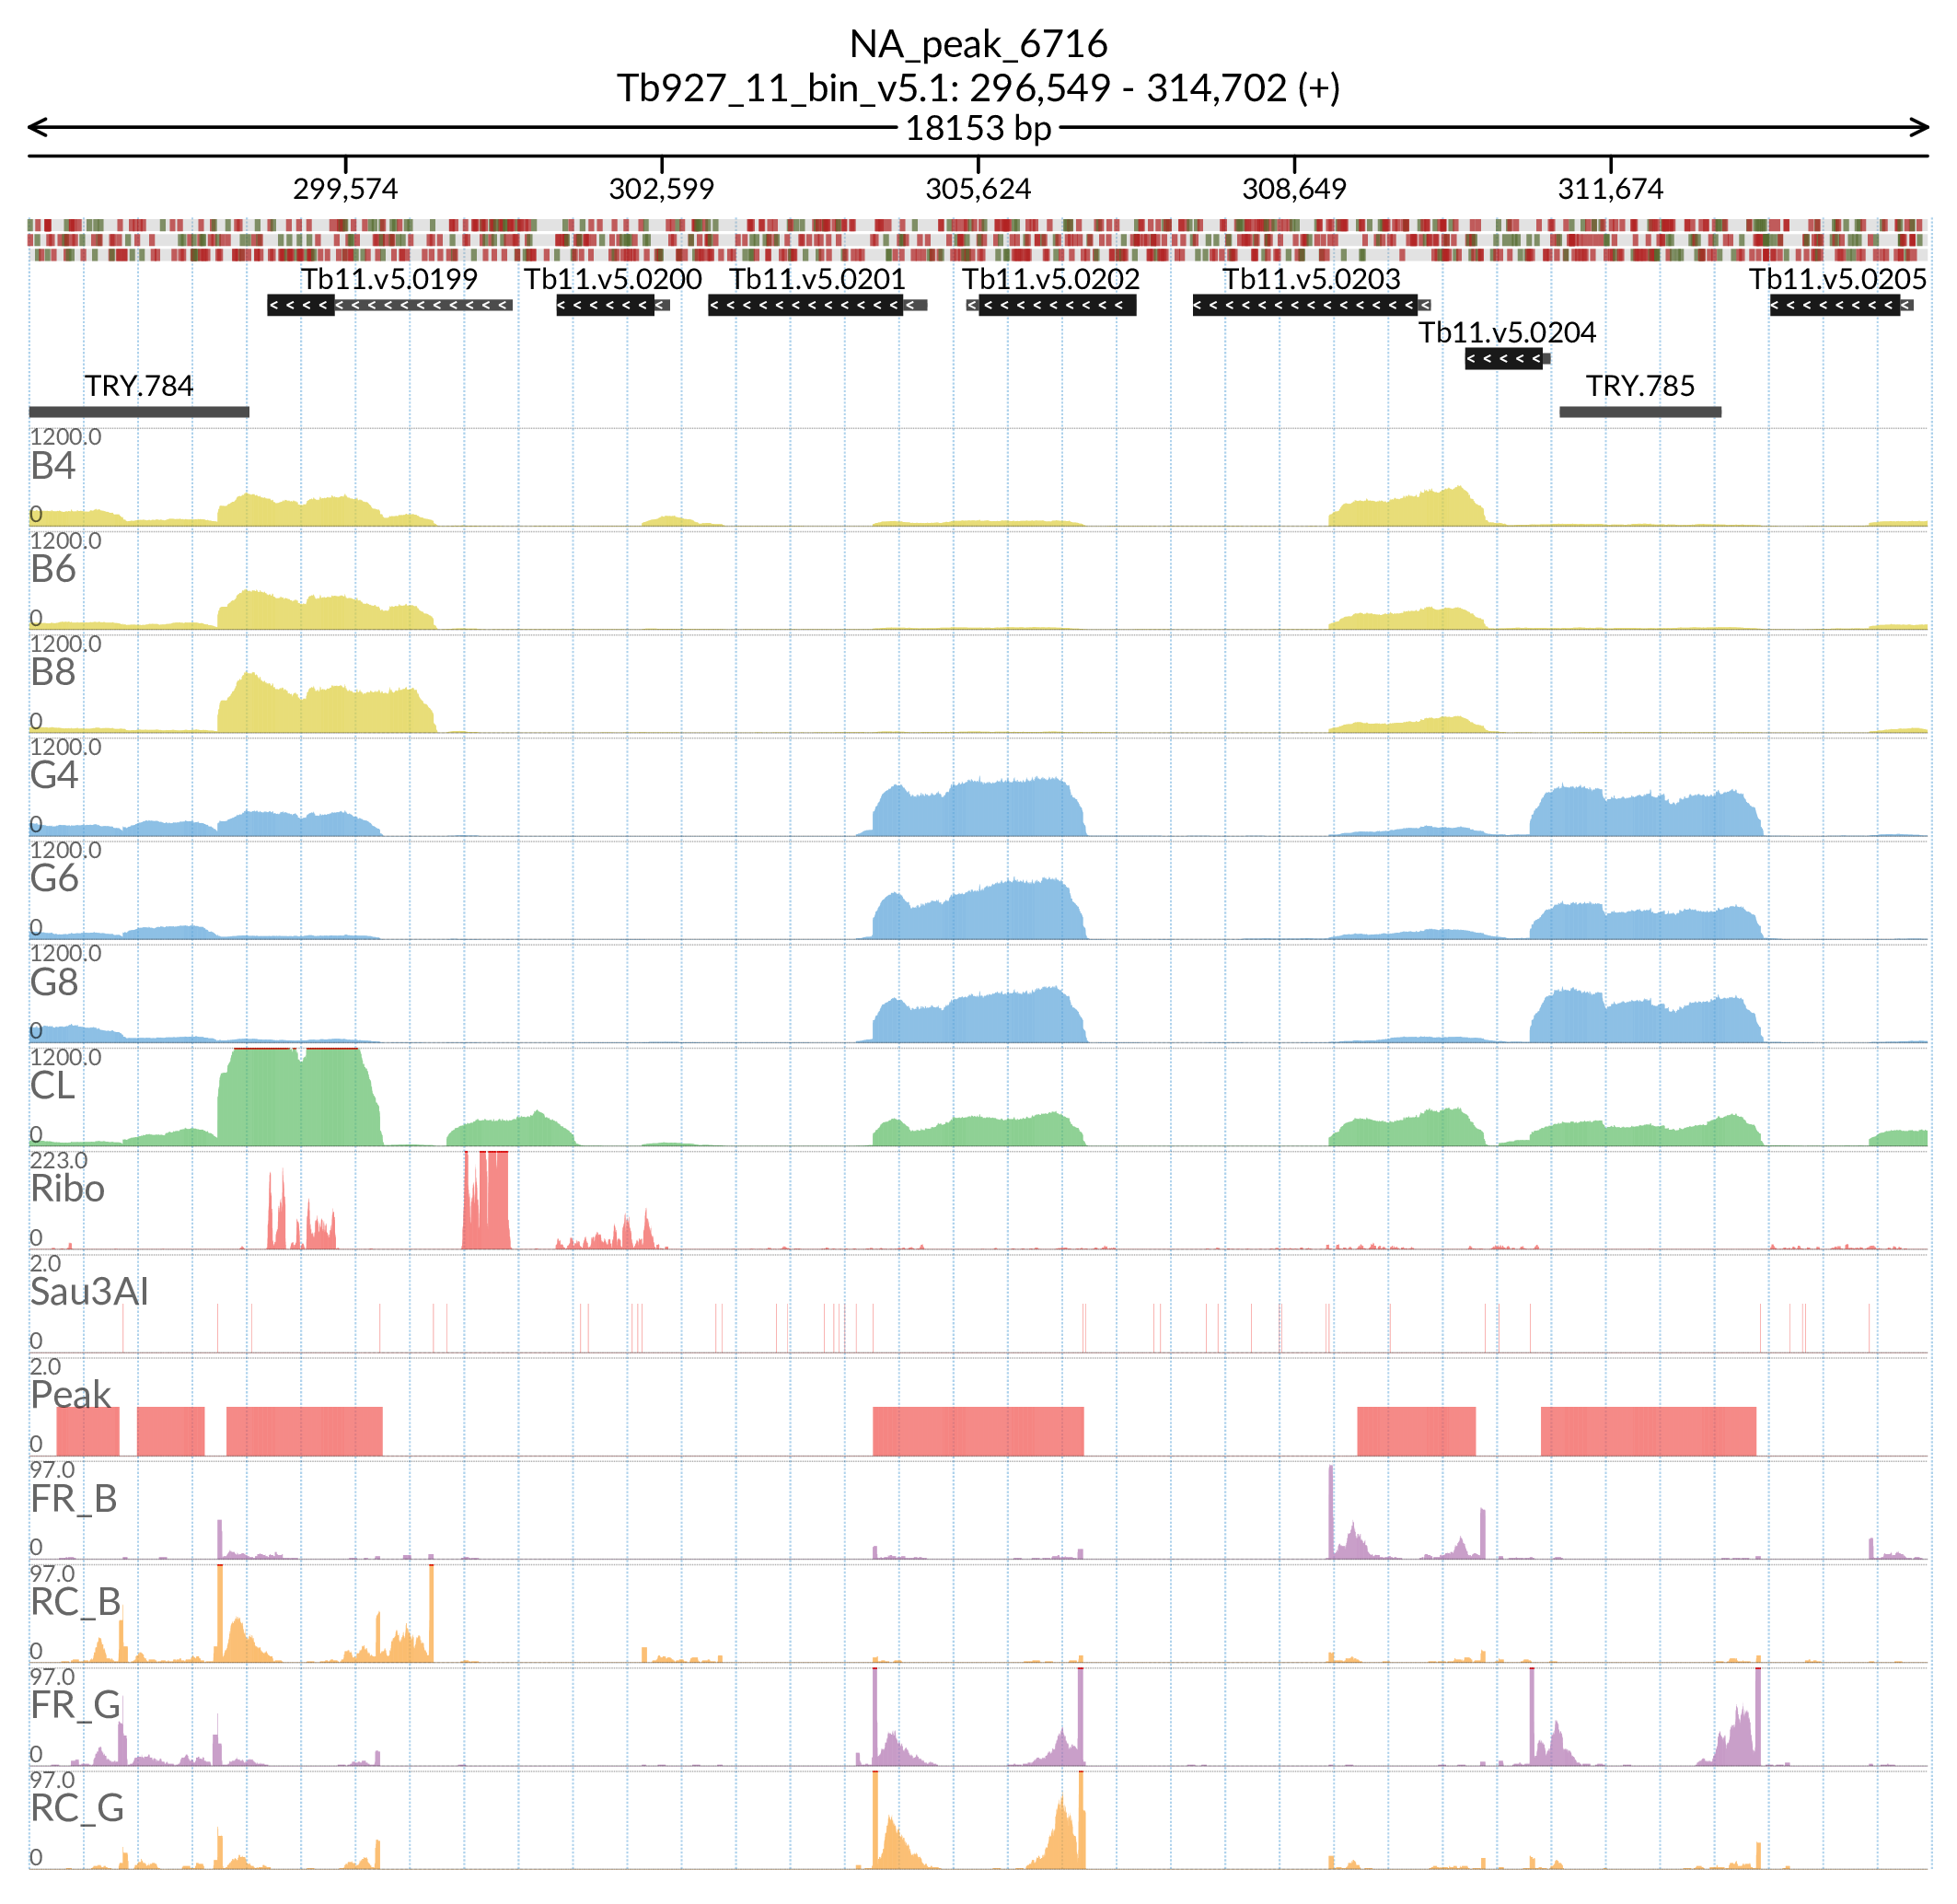 NA_peak_6716
Tb927_11_bin_v5.1: 296,549 - 314,702 (+)
18153 bp
299,574 302,599 305,624 308,649 311,674
Tb11.v5.0199 Tb11.v5.0200 Tb11.v5.0201 Tb11.v5.0202 Tb11.v5.0203 Tb11.v5.0205
Tb11.v5.0204
TRY.784 TRY.785
1200.0
B4
0
1200.0
B6
0
1200.0
B8
0
1200.0
G4
0
1200.0
G6
0
1200.0
G8
0
1200.0
CL
0
223.0
Ribo
0
2.0
Sau3AI
0
2.0
Peak
0
97.0
FR_B
0
97.0
RC_B
0
97.0
FR_G
0
97.0
RC_G
0